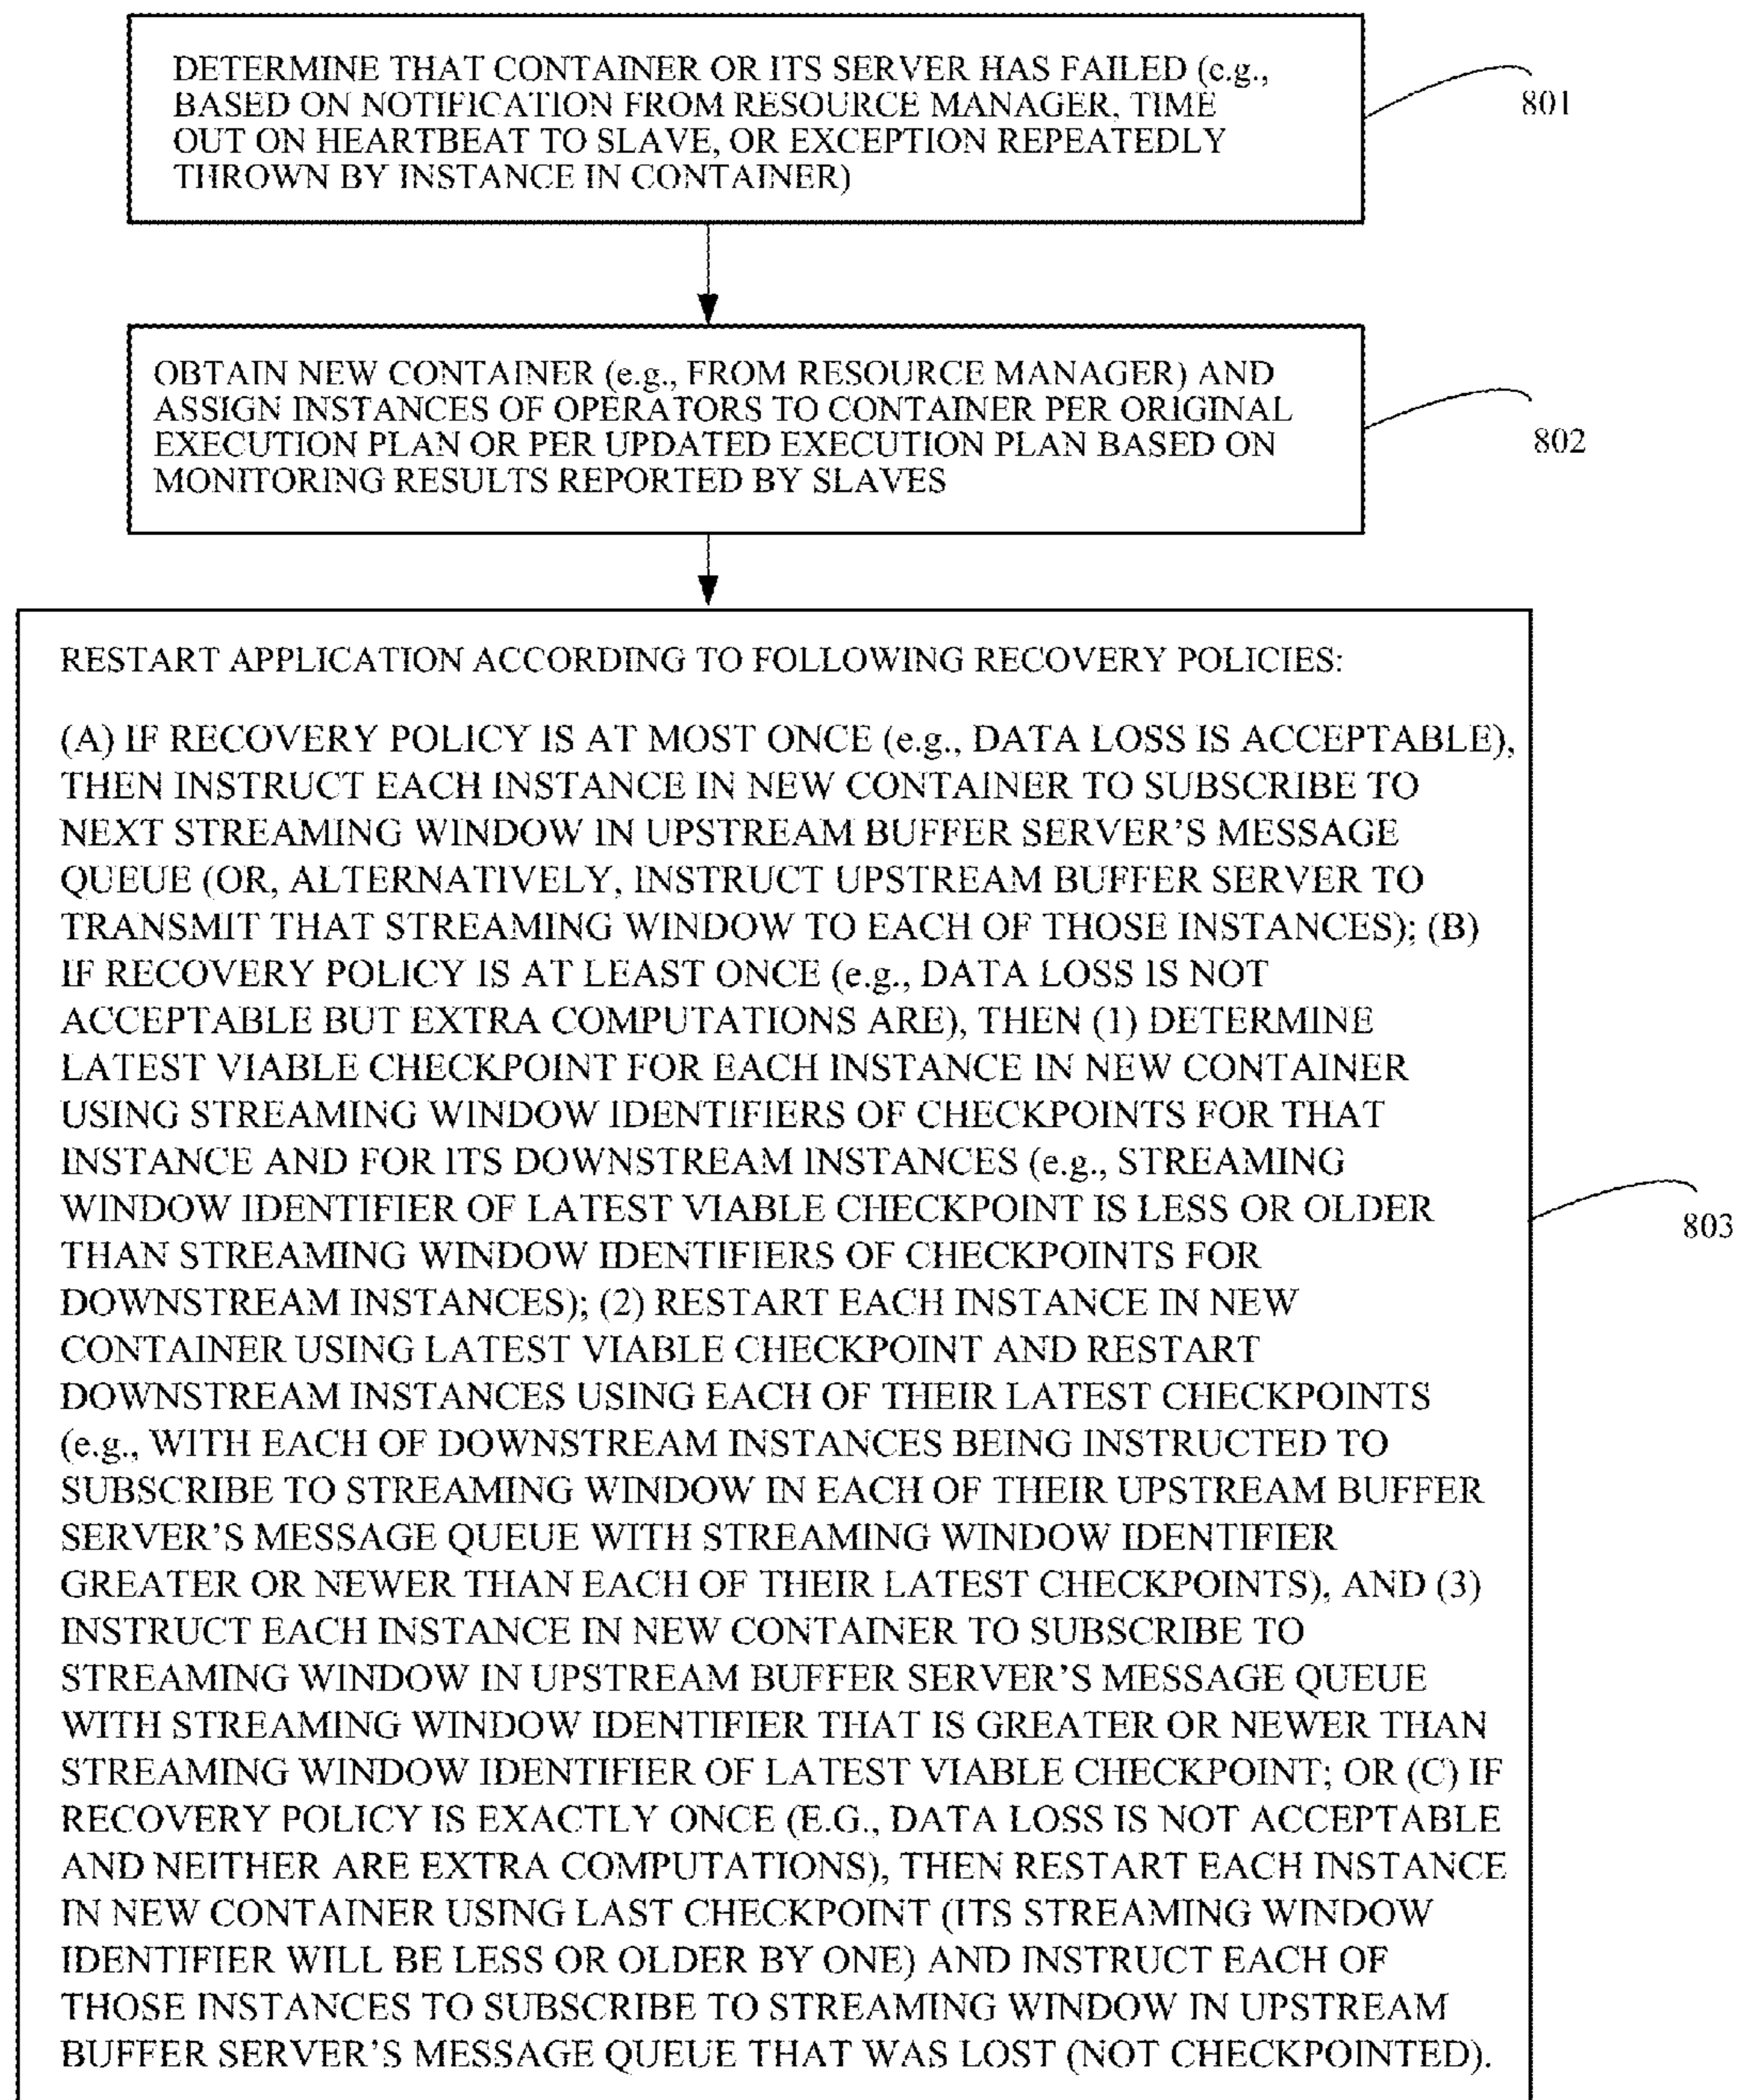 DETERMINE THAT CONTAINER OR ITS SERVER HAS FAILED (e.g.,
BASED ON NOTIFICATION FROM RESOURCE MANAGER, TIME
OUT ON HEARTBEAT TO SLAVE, OR EXCEPTION REPEATEDLY
THROWN BY INSTANCE IN CONTAINER)
801
OBTAIN NEW CONTAINER (e.g., FROM RESOURCE MANAGER) AND
ASSIGN INSTANCES OF OPERATORS TO CONTAINER PER ORIGINAL
EXECUTION PLAN OR PER UPDATED EXECUTION PLAN BASED ON
MONITORING RESULTS REPORTED BY SLAVES
802
RESTART APPLICATION ACCORDING TO FOLLOWING RECOVERY POLICIES:
(A) IF RECOVERY POLICY IS AT MOST ONCE (e.g., DATA LOSS IS ACCEPTABLE),
THEN INSTRUCT EACH INSTANCE IN NEW CONTAINER TO SUBSCRIBE TO
NEXT STREAMING WINDOW IN UPSTREAM BUFFER SERVER'S MESSAGE
QUEUE (OR, ALTERNATIVELY, INSTRUCT UPSTREAM BUFFER SERVER TO
TRANSMIT THAT STREAMING WINDOW TO EACH OF THOSE INSTANCES); (B)
IF RECOVERY POLICY IS AT LEAST ONCE (e.g., DATA LOSS IS NOT
ACCEPTABLE BUT EXTRA COMPUTATIONS ARE), THEN (1) DETERMINE
LATEST VIABLE CHECKPOINT FOR EACH INSTANCE IN NEW CONTAINER
USING STREAMING WINDOW IDENTIFIERS OF CHECKPOINTS FOR THAT
INSTANCE AND FOR ITS DOWNSTREAM INSTANCES (e.g., STREAMING
WINDOW IDENTIFIER OF LATEST VIABLE CHECKPOINT IS LESS OR OLDER
THAN STREAMING WINDOW IDENTIFIERS OF CHECKPOINTS FOR
DOWNSTREAM INSTANCES); (2) RESTART EACH INSTANCE IN NEW
CONTAINER USING LATEST VIABLE CHECKPOINT AND RESTART
DOWNSTREAM INSTANCES USING EACH OF THEIR LATEST CHECKPOINTS
(e.g., WITH EACH OF DOWNSTREAM INSTANCES BEING INSTRUCTED TO
SUBSCRIBE TO STREAMING WINDOW IN EACH OF THEIR UPSTREAM BUFFER
SERVER'S MESSAGE QUEUE WITH STREAMING WINDOW IDENTIFIER
GREATER OR NEWER THAN EACH OF THEIR LATEST CHECKPOINTS), AND (3)
INSTRUCT EACH INSTANCE IN NEW CONTAINER TO SUBSCRIBE TO
STREAMING WINDOW IN UPSTREAM BUFFER SERVER'S MESSAGE QUEUE
WITH STREAMING WINDOW IDENTIFIER THAT IS GREATER OR NEWER THAN
STREAMING WINDOW IDENTIFIER OF LATEST VIABLE CHECKPOINT; OR (C) IF
RECOVERY POLICY IS EXACTLY ONCE (E.G., DATA LOSS IS NOT ACCEPTABLE
AND NEITHER ARE EXTRA COMPUTATIONS), THEN RESTART EACH INSTANCE
IN NEW CONTAINER USING LAST CHECKPOINT (ITS STREAMING WINDOW
IDENTIFIER WILL BE LESS OR OLDER BY ONE) AND INSTRUCT EACH OF
THOSE INSTANCES TO SUBSCRIBE TO STREAMING WINDOW IN UPSTREAM
BUFFER SERVER'S MESSAGE QUEUE THAT WAS LOST (NOT CHECKPOINTED).
803